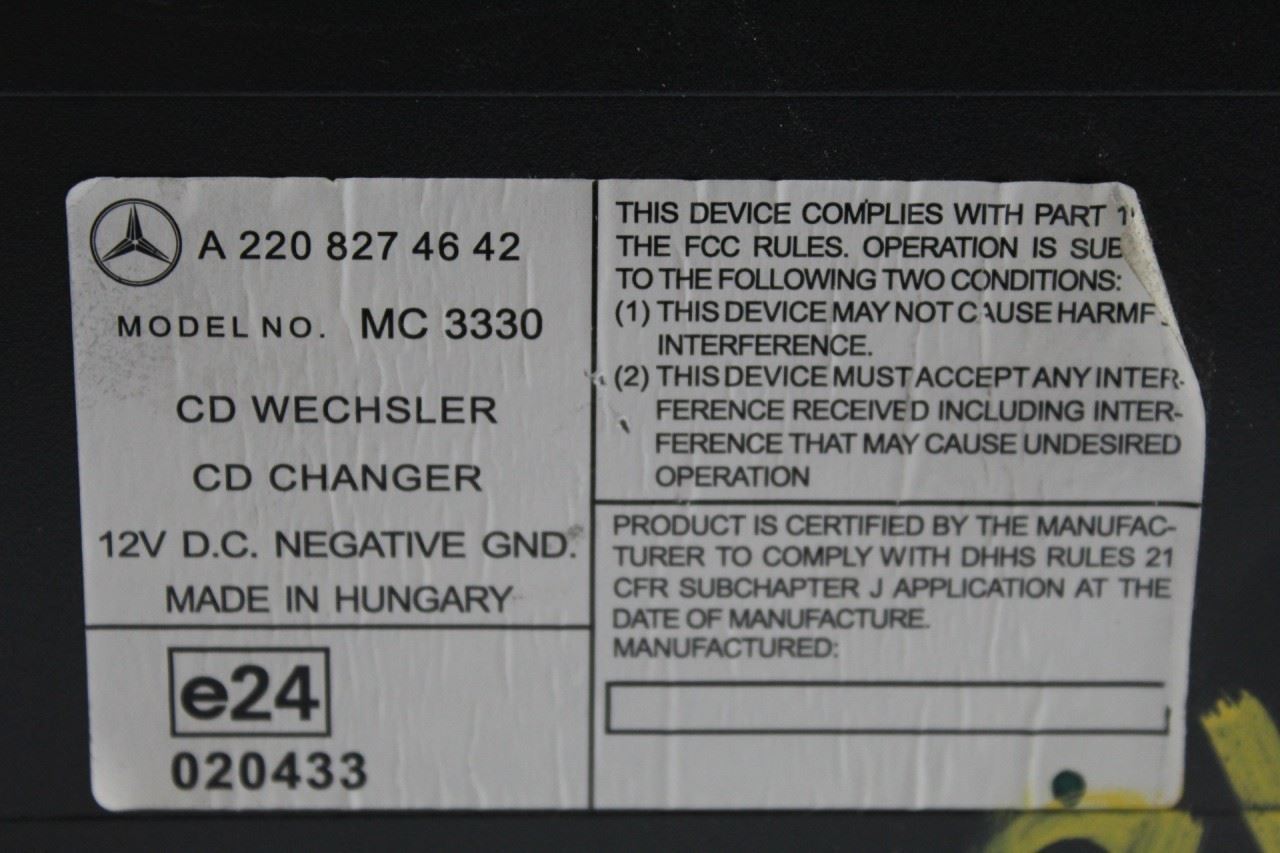 A 220 827 46 42
MODEL NO. MC 3330
CD WECHSLER
CD CHANGER
12V D.C. NEGATIVE GND.
MADE IN HUNGARY
e24
020433
THIS DEVICE COMPLIES WITH PART
THE FCC RULES. OPERATION IS SUB
TO THE FOLLOWING TWO CONDITIONS:
(1) THIS DEVICE MAY NOT CAUSE HARMF
INTERFERENCE.
(2) THIS DEVICE MUST ACCEPT ANY INTER-
FERENCE RECEIVED INCLUDING INTER-
FERENCE THAT MAY CAUSE UNDESIRED
OPERATION
PRODUCT IS CERTIFIED BY THE MANUFAC-
TURER TO COMPLY WITH DHHS RULES 21
CFR SUBCHAPTER J APPLICATION AT THE
DATE OF MANUFACTURE.
MANUFACTURED: